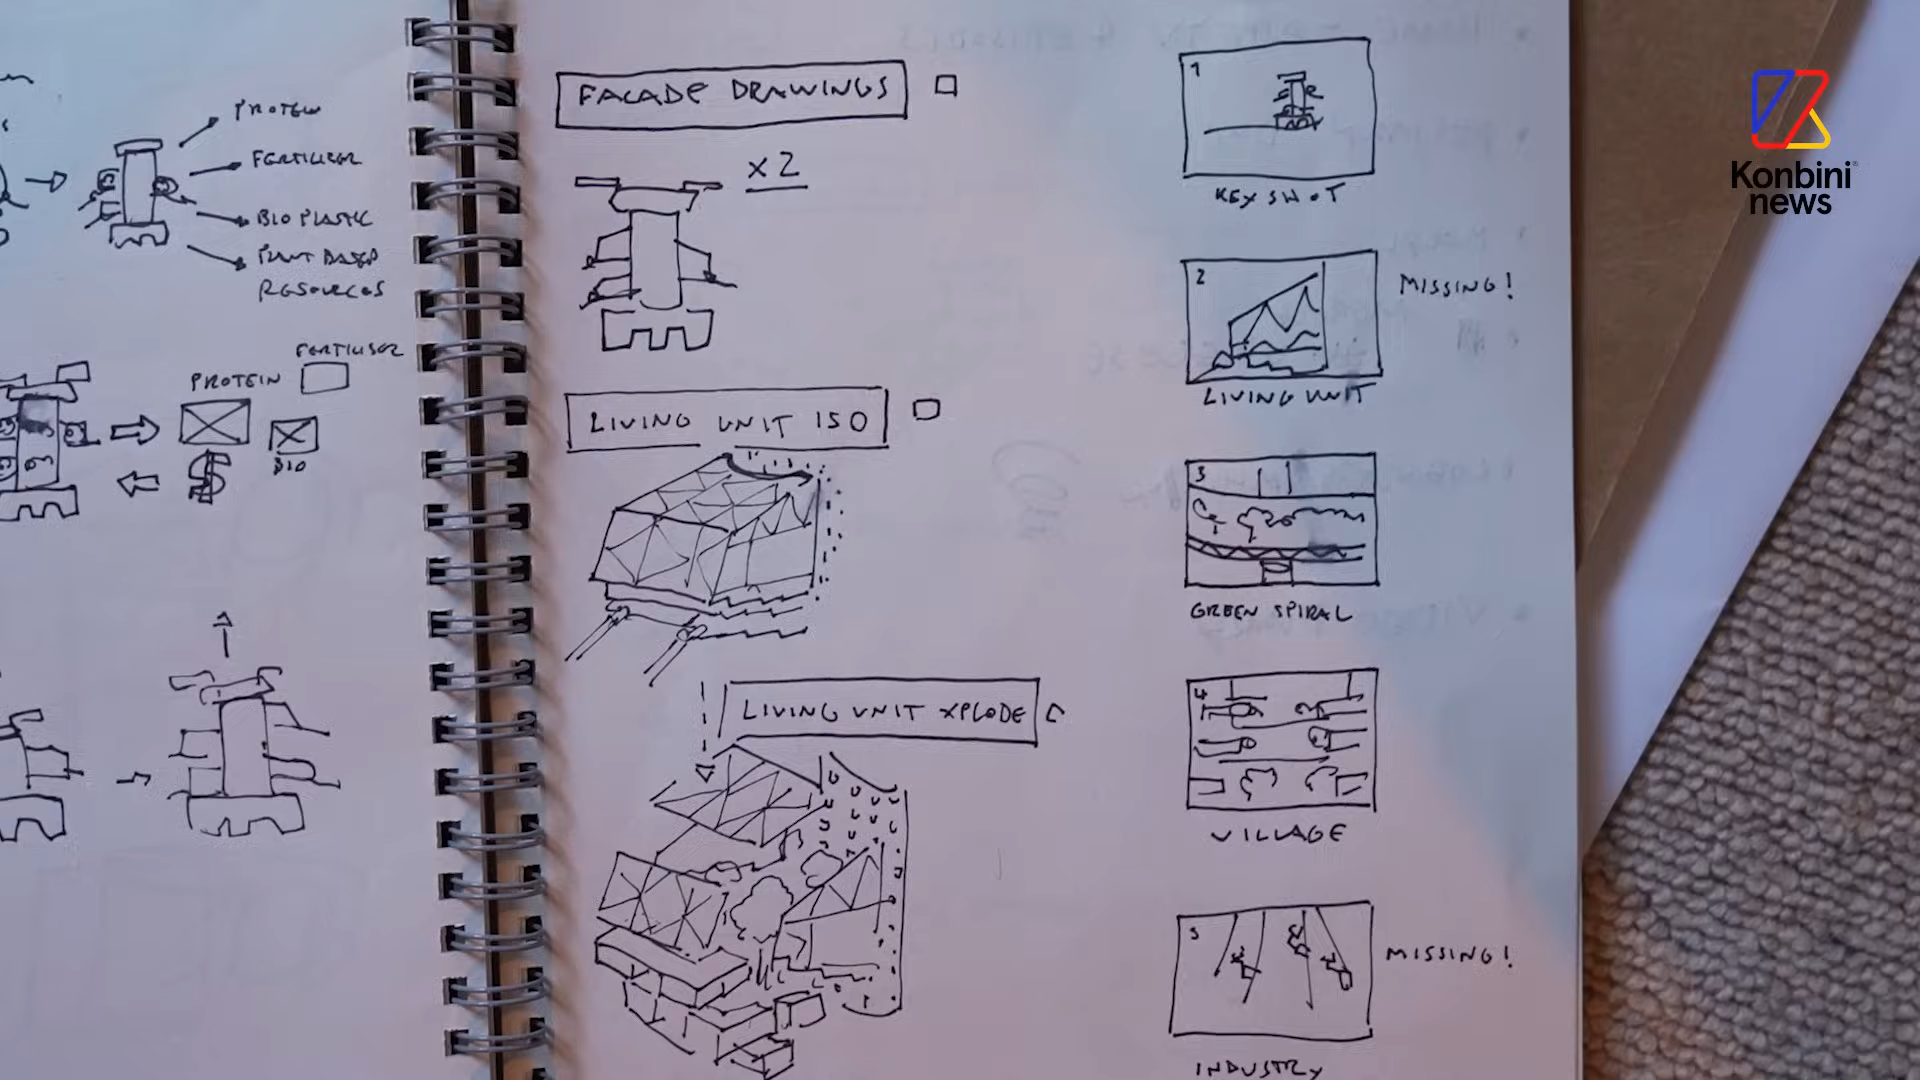 PROTEIN
FERTILISER
BIO PLASTIC
PLANT BASED
RESOURCES
FERTILISER
PROTEIN
BIO
$
FACADE DRAWINGS
x2
LIVING UNIT ISO
LIVING UNIT XPLODE
1
KEY SHOT
2
MISSING!
LIVING UNIT
3
GREEN SPIRAL
4
VILLAGE
5
MISSING!
INDUSTRY
Konbini
news